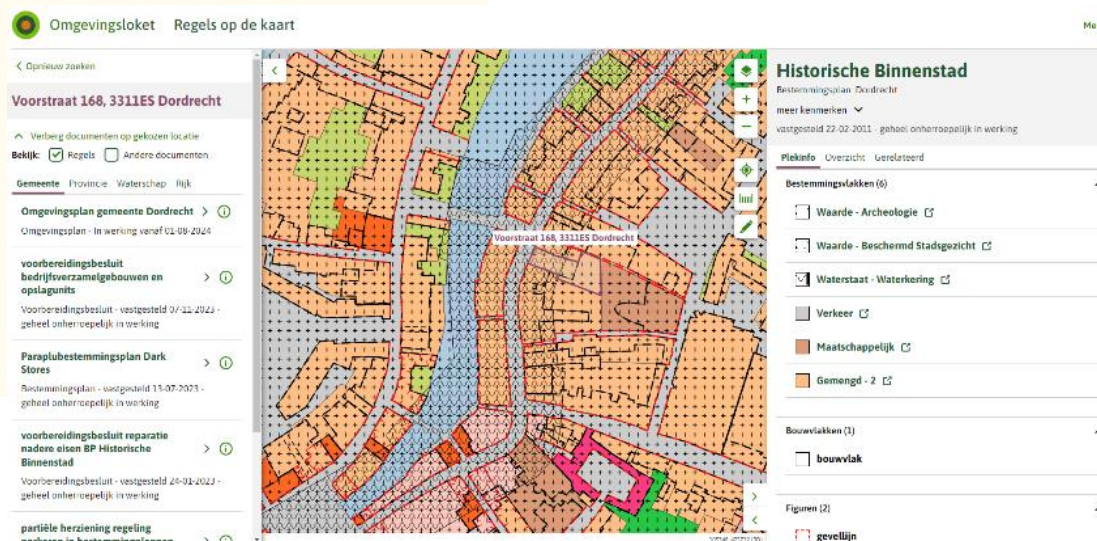 Omgevingsloket Regels op de kaart
Me
Opnieuw zoeken
Voorstraat 168, 3311ES Dordrecht
Verberg documenten op gekozen locatie
Bekijk: Regels Andere documenten
Gemeente Provincie Waterschap Rijk
Omgevingsplan gemeente Dordrecht
Omgevingsplan - In werking vanaf 01-08-2024
voorbereidingsbesluit
bedrijfsverzamelgebouwen en
opslagunits
Voorbereidingsbesluit - vastgesteld 07-11-2023 -
geheel onherroepelijk in werking
Paraplubestemmingsplan Dark
Stores
Bestemmingsplan - vastgesteld 13-07-2023 -
geheel onherroepelijk in werking
voorbereidingsbesluit reparatie
nadere eisen BP Historische
Binnenstad
Voorbereidingsbesluit - vastgesteld 24-01-2023 -
geheel onherroepelijk in werking
partiële herziening regeling
parkeren in bestemmingsplannen
Voorstraat 168, 3311ES Dordrecht
Historische Binnenstad
Bestemmingsplan Dordrecht
meer kenmerken
vastgesteld 22-02-2011 - geheel onherroepelijk in werking
Plekinfo Overzicht Gerelateerd
Bestemmingsvlakken (6)
Waarde - Archeologie
Waarde - Beschermd Stadsgezicht
Waterstaat - Waterkering
Verkeer
Maatschappelijk
Gemengd - 2
Bouwvlakken (1)
bouwvlak
Figuren (2)
gevellijn